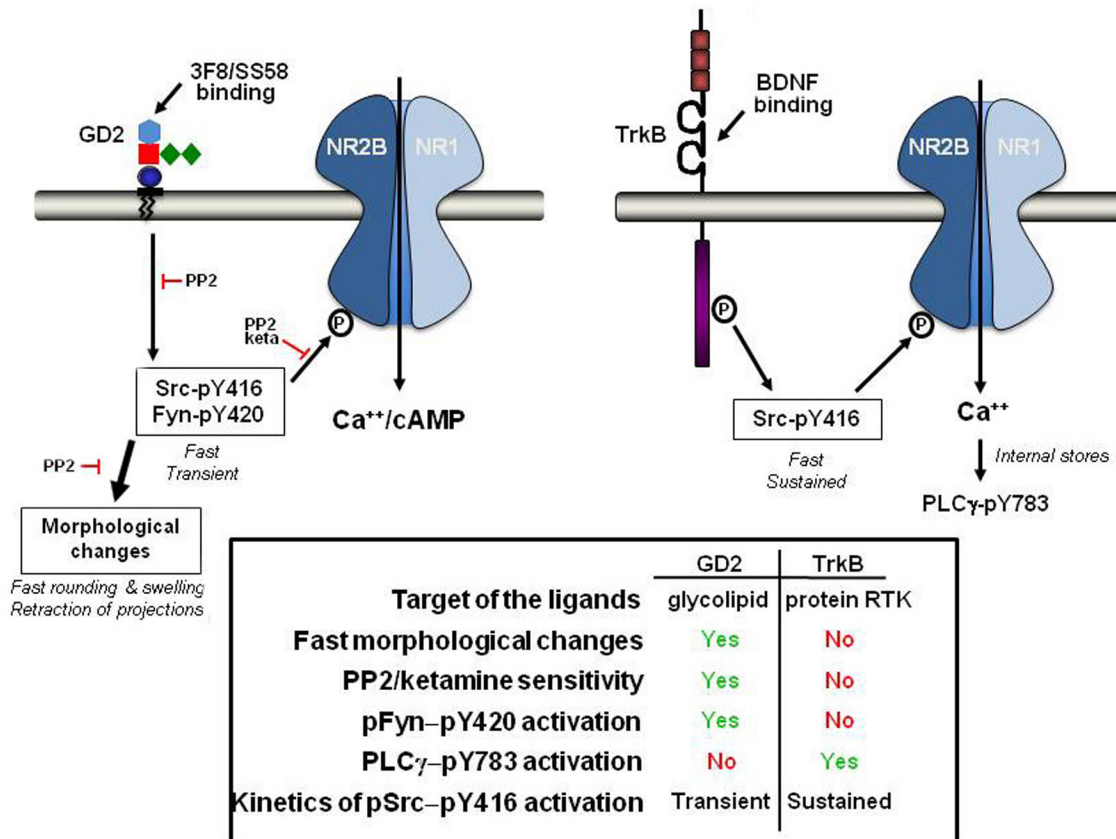 3F8/SS58
binding
GD2
NR2B NR1
PP2
PP2
keta
P
Src-pY416
Fyn-pY420
Fast
Transient
Ca⁺⁺/cAMP
PP2
Morphological
changes
Fast rounding & swelling
Retraction of projections
BDNF
binding
TrkB
NR2B NR1
P
P
Src-pY416
Fast
Sustained
Ca⁺⁺
Internal stores
PLCγ-pY783
GD2 TrkB
Target of the ligands glycolipid protein RTK
Fast morphological changes Yes No
PP2/ketamine sensitivity Yes No
pFyn–pY420 activation Yes No
PLCγ–pY783 activation No Yes
Kinetics of pSrc–pY416 activation Transient Sustained